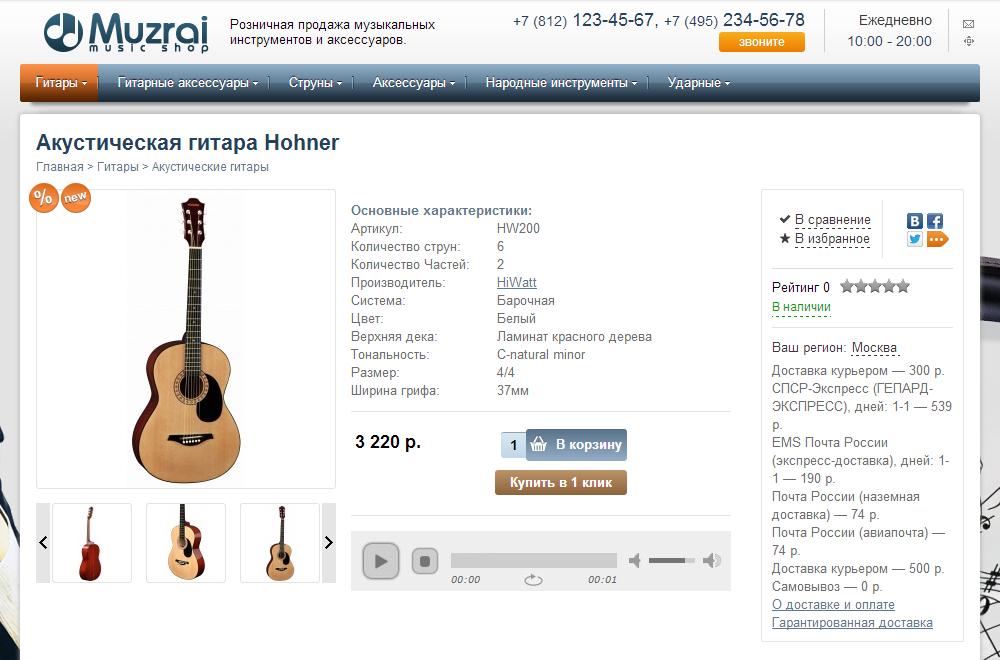 Muzrai
music shop
Розничная продажа музыкальных
инструментов и аксессуаров.
+7 (812) 123-45-67, +7 (495) 234-56-78
звоните
Ежедневно
10:00 - 20:00
Гитары Гитарные аксессуары Струны Аксессуары Народные инструменты Ударные
Акустическая гитара Hohner
Главная > Гитары > Акустические гитары
% new
Основные характеристики:
Артикул: HW200
Количество струн: 6
Количество Частей: 2
Производитель: HiWatt
Система: Барочная
Цвет: Белый
Верхняя дека: Ламинат красного дерева
Тональность: C-natural minor
Размер: 4/4
Ширина грифа: 37мм
3 220 р.
1 В корзину
Купить в 1 клик
00:00 00:01
В сравнение
В избранное
В f
Рейтинг 0
В наличии
Ваш регион: Москва
Доставка курьером — 300 р.
СПСР-Экспресс (ГЕПАРД-
ЭКСПРЕСС), дней: 1-1 — 539
р.
EMS Почта России
(экспресс-доставка), дней: 1-
1 — 190 р.
Почта России (наземная
доставка) — 74 р.
Почта России (авиапочта) —
74 р.
Доставка курьером — 500 р.
Самовывоз — 0 р.
О доставке и оплате
Гарантированная доставка